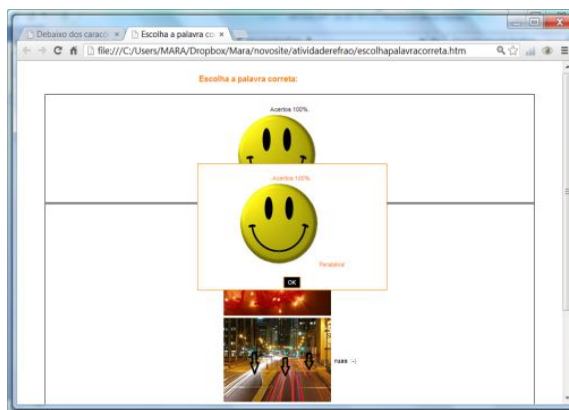 Debaixo dos caracó
Escolha a palavra co
file:///C:/Users/MARA/Dropbox/Mara/novosite/atividaderefrao/escolhapalavracorreta.htm
Escolha a palavra correta:
Acertos 100%.
Acertos 100%.
Parabéns!
OK
ruas :-)